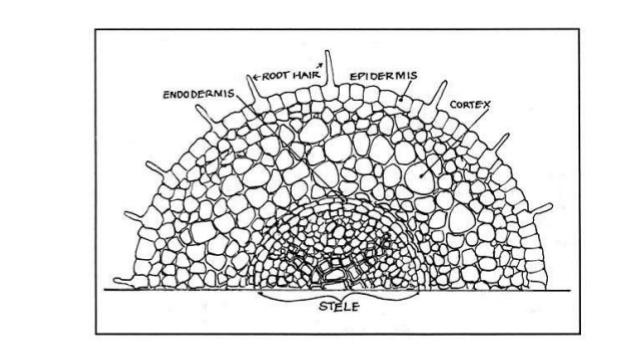 ROOT HAIR
EPIDERMIS
ENDODERMIS
CORTEX
STELE